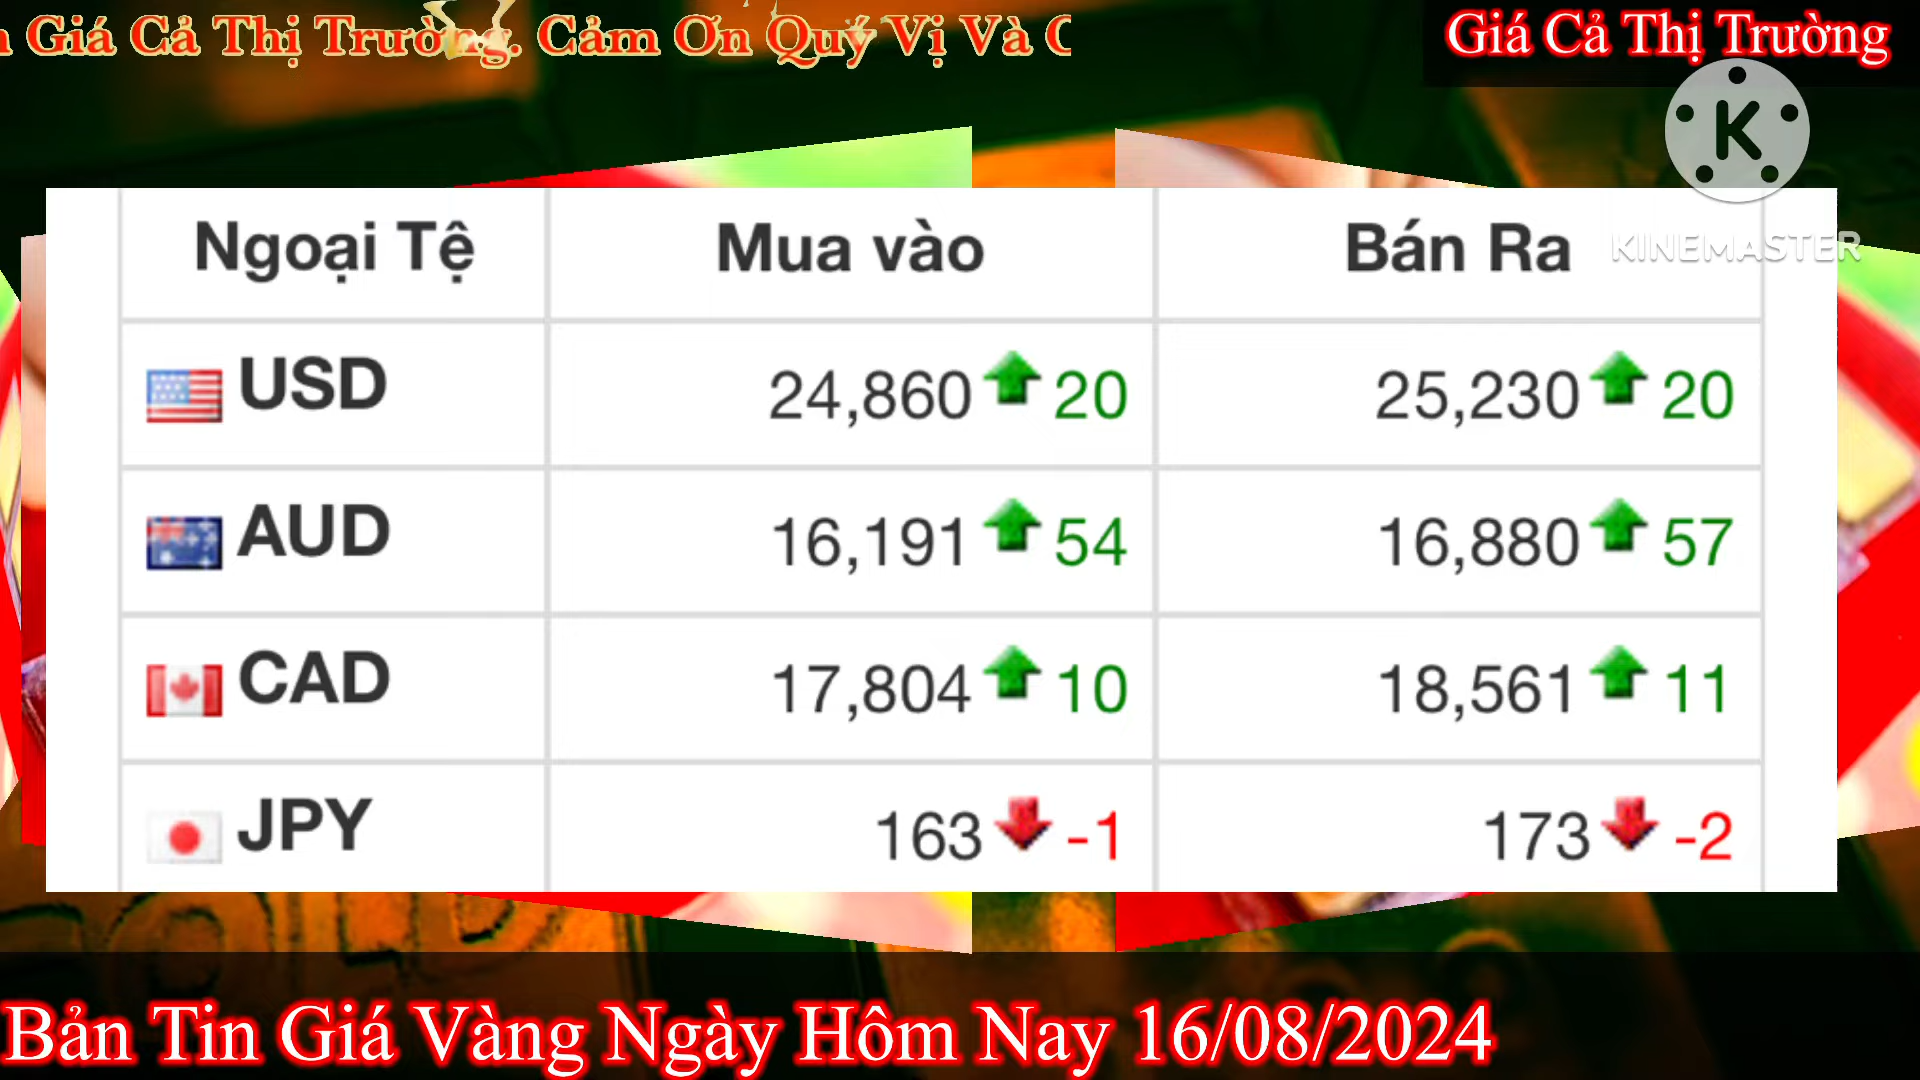 Giá Cả Thị Trường. Cảm Ơn Quý Vị Và
Giá Cả Thị Trường
K
KINEMASTER
Ngoại Tệ Mua vào Bán Ra
USD 24,860 20 25,230 20
AUD 16,191 54 16,880 57
CAD 17,804 10 18,561 11
JPY 163 -1 173 -2
Bản Tin Giá Vàng Ngày Hôm Nay 16/08/2024